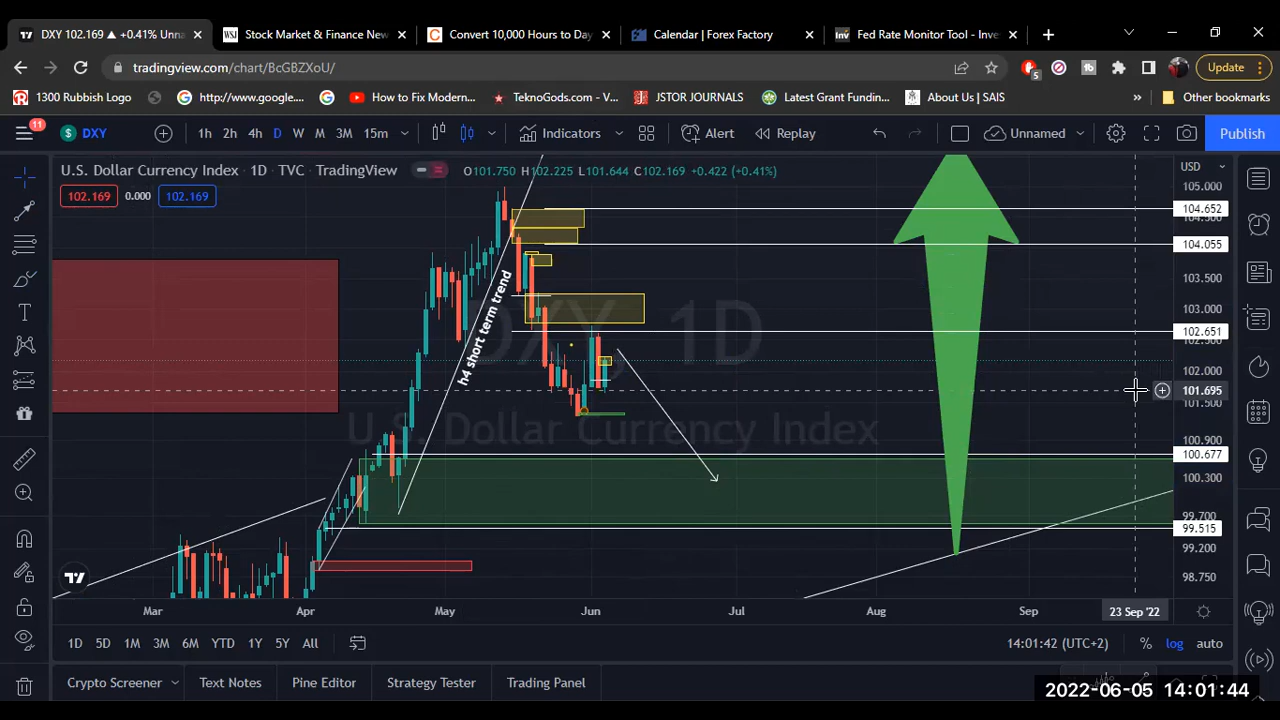 DXY 102.169 ▲ +0.41% Unna
Stock Market & Finance New
Convert 10,000 Hours to Day
Calendar | Forex Factory
Fed Rate Monitor Tool - Inve
tradingview.com/chart/BcGBZXoU/
5
Update
1300 Rubbish Logo
http://www.google....
How to Fix Modern...
TeknoGods.com - V...
JSTOR JOURNALS
Latest Grant Fundin...
About Us | SAIS
»
Other bookmarks
11
DXY
1h 2h 4h D W M 3M 15m
Indicators
Alert
Replay
Unnamed
Publish
U.S. Dollar Currency Index · 1D · TVC · TradingView
O101.750 H102.225 L101.644 C102.169 +0.422 (+0.41%)
USD
102.169 0.000 102.169
105.000
104.652
104.055
103.500
103.000
102.651
102.500
102.000
101.695
101.500
100.900
100.677
100.300
99.700
99.515
99.200
98.750
h4 short term trend
DXY, 1D
U.S. Dollar Currency Index
Mar Apr May Jun Jul Aug Sep 23 Sep '22
1D 5D 1M 3M 6M YTD 1Y 5Y All
14:01:42 (UTC+2) % log auto
Crypto Screener Text Notes Pine Editor Strategy Tester Trading Panel
2022-06-05 14:01:44